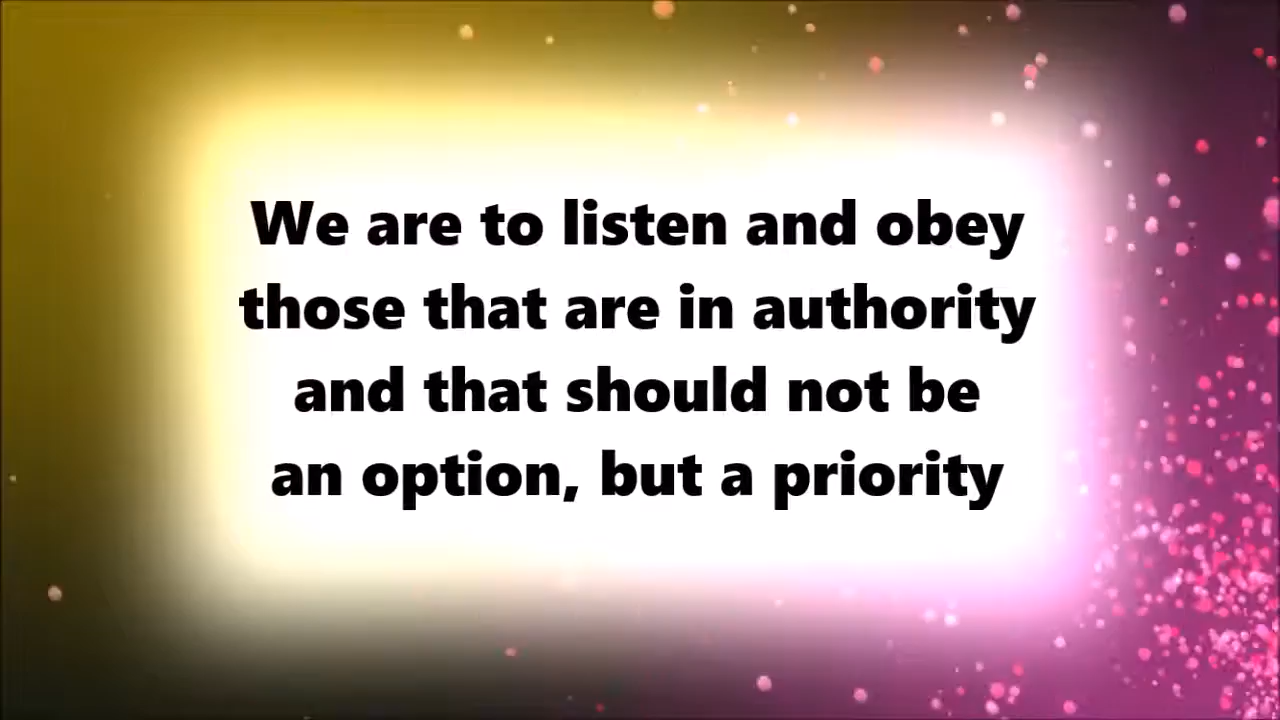 We are to listen and obey
those that are in authority
and that should not be
an option, but a priority